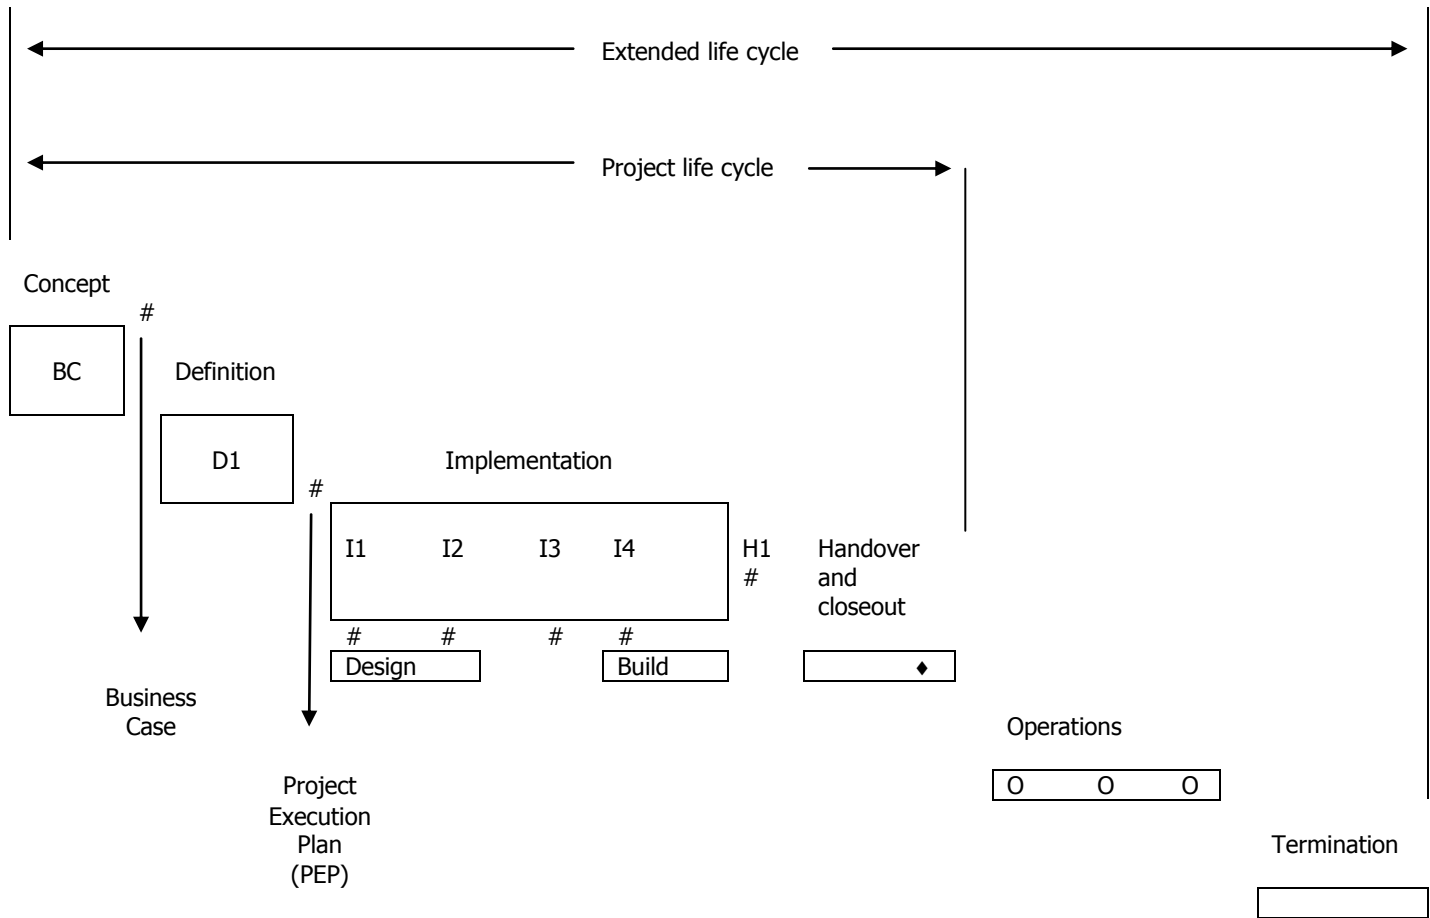 Extended life cycle
Project life cycle
Concept
#
BC
Definition
D1
#
Implementation
I1 I2 I3 I4
H1
#
Handover
and
closeout
# # # #
Design
Build
♦
Business
Case
Project
Execution
Plan
(PEP)
Operations
O O O
Termination